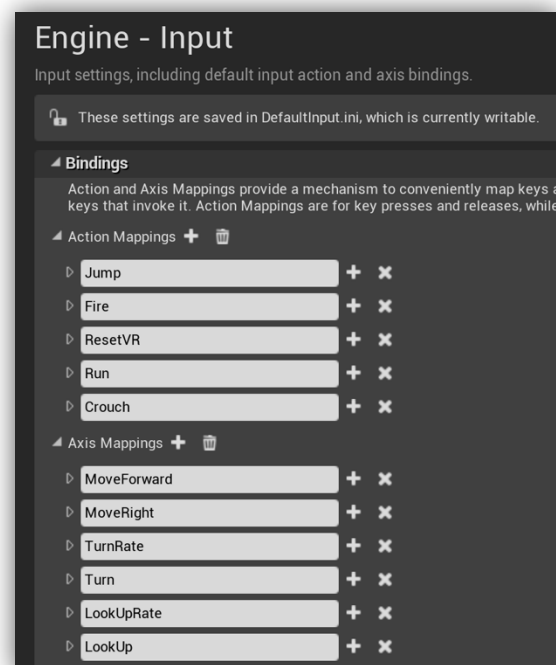 Engine - Input
Input settings, including default input action and axis bindings.
These settings are saved in DefaultInput.ini, which is currently writable.
Bindings
Action and Axis Mappings provide a mechanism to conveniently map keys
keys that invoke it. Action Mappings are for key presses and releases, while
Action Mappings
Jump
Fire
ResetVR
Run
Crouch
Axis Mappings
MoveForward
MoveRight
TurnRate
Turn
LookUpRate
LookUp